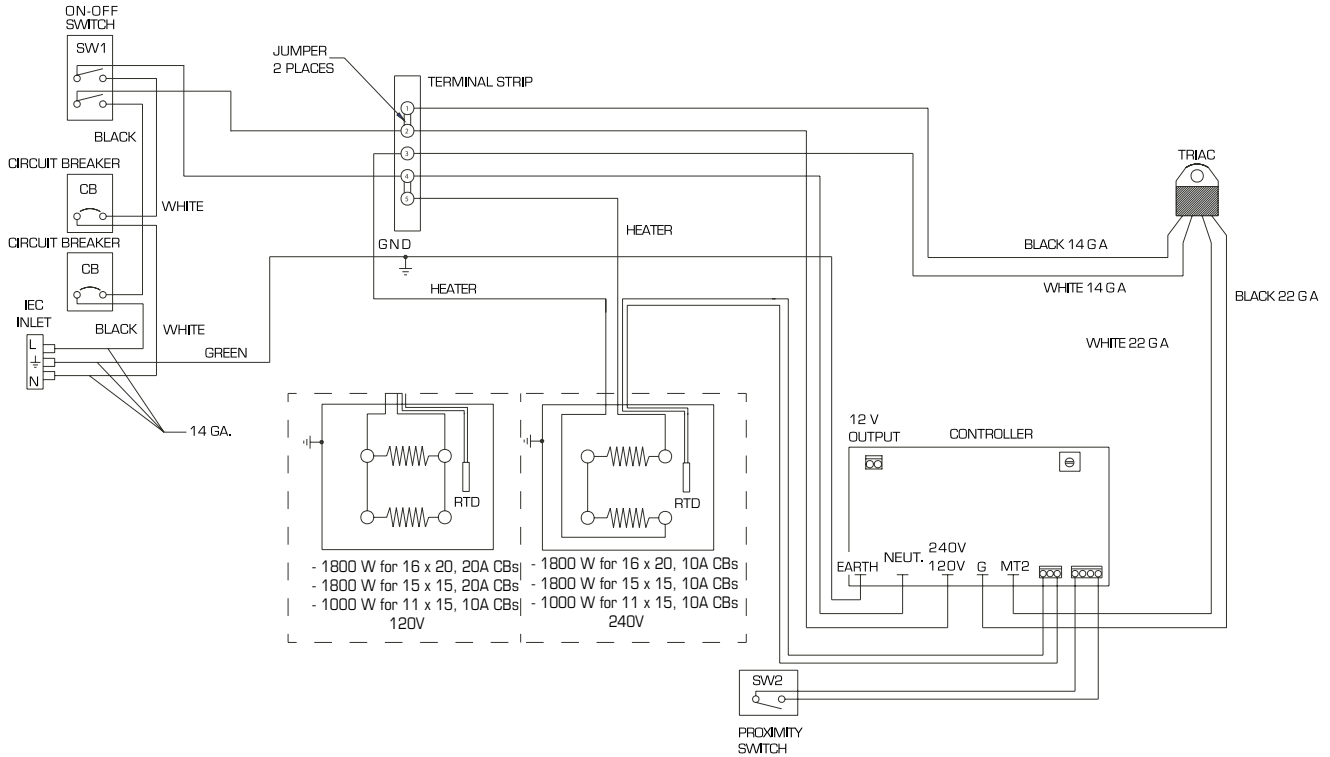 ON-OFF
SWITCH
SW1
BLACK
CIRCUIT BREAKER
CB
WHITE
CIRCUIT BREAKER
CB
IEC
INLET
L
N
BLACK
WHITE
GREEN
14 GA.
JUMPER
2 PLACES
TERMINAL STRIP
1
2
3
4
5
GND
HEATER
HEATER
TRIAC
BLACK 14 GA
WHITE 14 GA
BLACK 22 GA
WHITE 22 GA
RTD
- 1800 W for 16 x 20, 20A CBs
- 1800 W for 15 x 15, 20A CBs
- 1000 W for 11 x 15, 10A CBs
120V
RTD
- 1800 W for 16 x 20, 10A CBs
- 1800 W for 15 x 15, 10A CBs
- 1000 W for 11 x 15, 10A CBs
240V
12 V
OUTPUT
CONTROLLER
EARTH
NEUT.
240V
120V
G
MT2
SW2
PROXIMITY
SWITCH